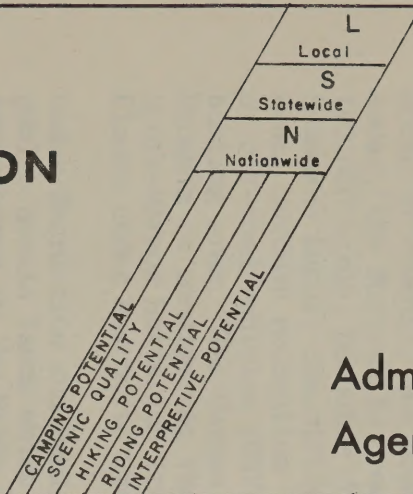 L
Local
S
Statewide
N
Nationwide
ON
CAMPING POTENTIAL
SCENIC QUALITY
HIKING POTENTIAL
RIDING POTENTIAL
INTERPRETIVE POTENTIAL
Adm
Agen